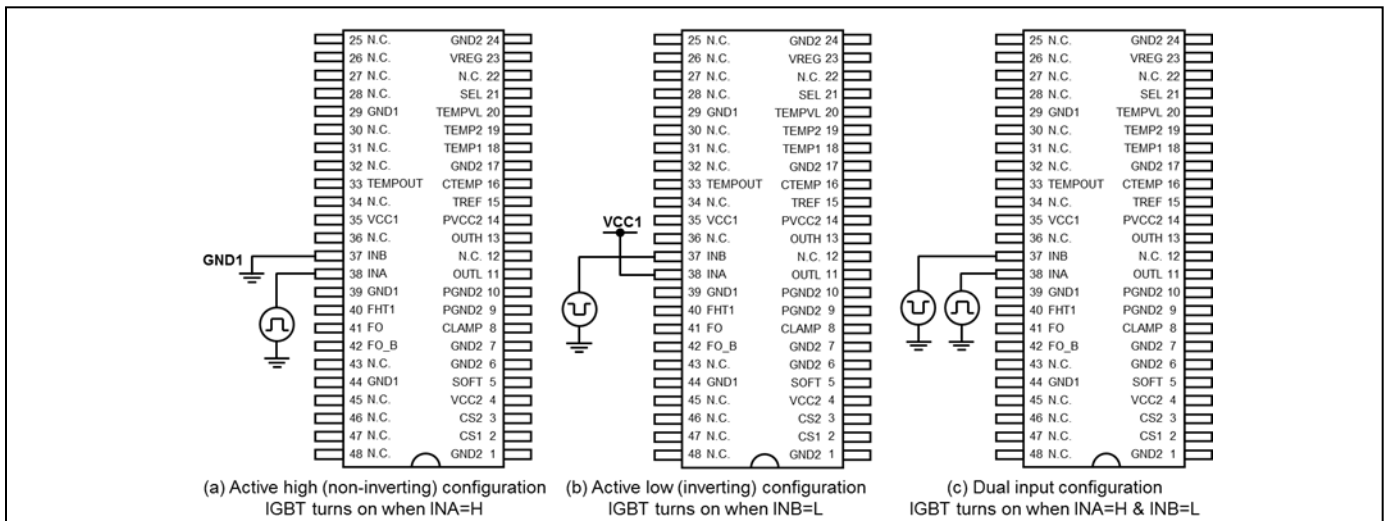 25 N.C. GND2 24
26 N.C. VREG 23
27 N.C. N.C. 22
28 N.C. SEL 21
29 GND1 TEMPVL 20
30 N.C. TEMP2 19
31 N.C. TEMP1 18
32 N.C. GND2 17
33 TEMPOUT CTEMP 16
34 N.C. TREF 15
35 VCC1 PVCC2 14
36 N.C. OUTH 13
GND1 37 INB N.C. 12
38 INA OUTL 11
39 GND1 PGND2 10
40 FHT1 PGND2 9
41 FO CLAMP 8
42 FO_B GND2 7
43 N.C. GND2 6
44 GND1 SOFT 5
45 N.C. VCC2 4
46 N.C. CS2 3
47 N.C. CS1 2
48 N.C. GND2 1
(a) Active high (non-inverting) configuration
IGBT turns on when INA=H
25 N.C. GND2 24
26 N.C. VREG 23
27 N.C. N.C. 22
28 N.C. SEL 21
29 GND1 TEMPVL 20
30 N.C. TEMP2 19
31 N.C. TEMP1 18
32 N.C. GND2 17
33 TEMPOUT CTEMP 16
34 N.C. TREF 15
VCC1 35 VCC1 PVCC2 14
36 N.C. OUTH 13
37 INB N.C. 12
38 INA OUTL 11
39 GND1 PGND2 10
40 FHT1 PGND2 9
41 FO CLAMP 8
42 FO_B GND2 7
43 N.C. GND2 6
44 GND1 SOFT 5
45 N.C. VCC2 4
46 N.C. CS2 3
47 N.C. CS1 2
48 N.C. GND2 1
(b) Active low (inverting) configuration
IGBT turns on when INB=L
25 N.C. GND2 24
26 N.C. VREG 23
27 N.C. N.C. 22
28 N.C. SEL 21
29 GND1 TEMPVL 20
30 N.C. TEMP2 19
31 N.C. TEMP1 18
32 N.C. GND2 17
33 TEMPOUT CTEMP 16
34 N.C. TREF 15
35 VCC1 PVCC2 14
36 N.C. OUTH 13
37 INB N.C. 12
38 INA OUTL 11
39 GND1 PGND2 10
40 FHT1 PGND2 9
41 FO CLAMP 8
42 FO_B GND2 7
43 N.C. GND2 6
44 GND1 SOFT 5
45 N.C. VCC2 4
46 N.C. CS2 3
47 N.C. CS1 2
48 N.C. GND2 1
(c) Dual input configuration
IGBT turns on when INA=H & INB=L